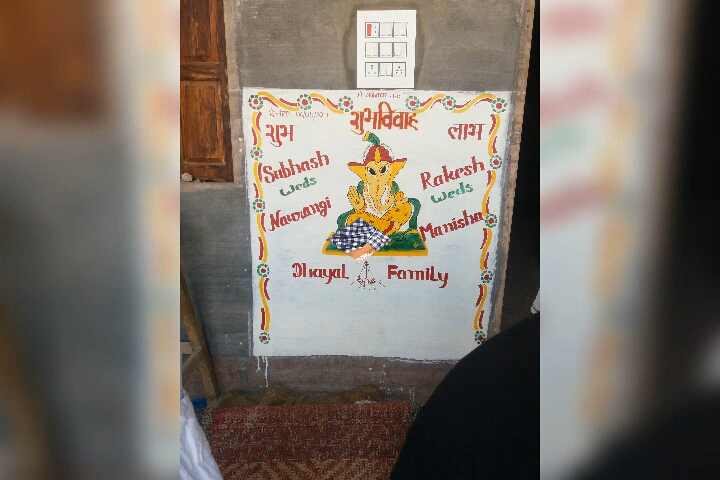 शुभविवाह
शुभ
लाभ
Subhash
Weds
Navrangi
Rakesh
Weds
Manisha
Dhayal Family